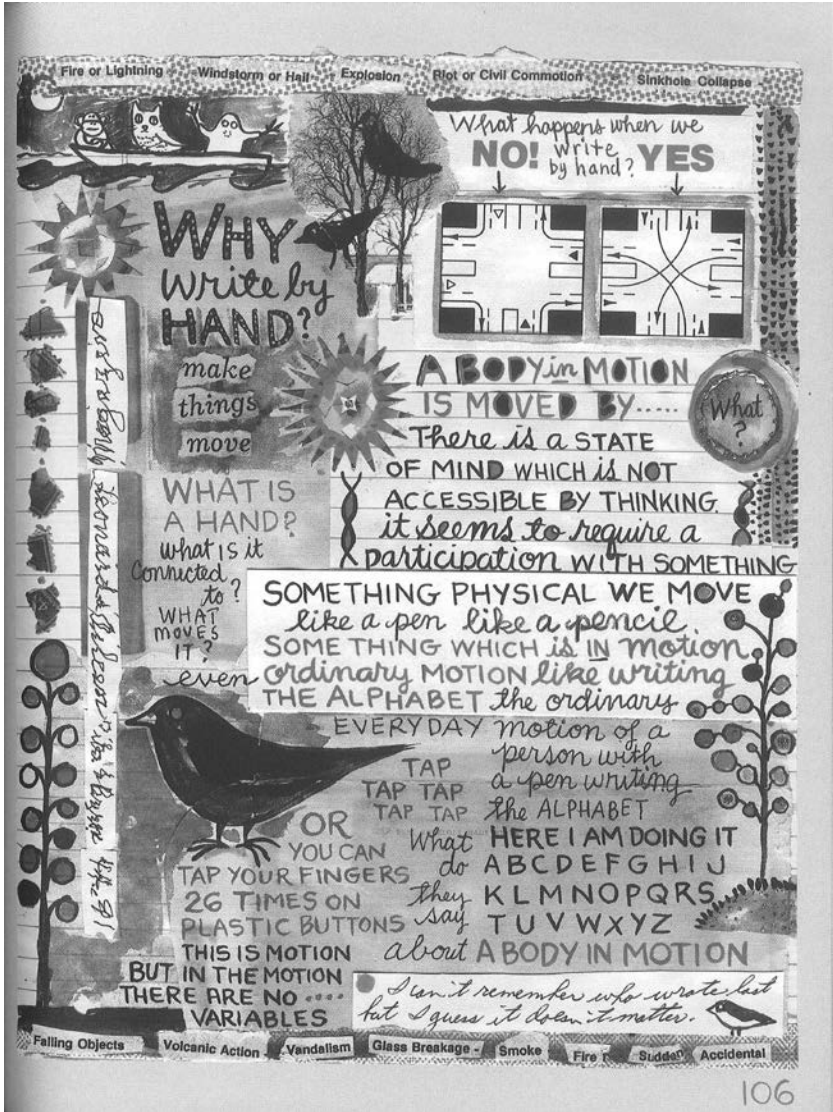 Fire or Lightning Windstorm or Hail Explosion Riot or Civil Commotion Sinkhole Collapse
What happens when we
NO! write YES
by hand?
WHY
write by
HAND?
make
things
move
A BODY in MOTION
IS MOVED BY.....
What
?
There is a STATE
OF MIND WHICH is NOT
ACCESSIBLE BY THINKING.
it seems to require a
participation WITH SOMETHING
SOMETHING PHYSICAL WE MOVE
like a pen like a pencil
SOME THING WHICH is IN motion
ordinary MOTION like writing
THE ALPHABET the ordinary
WHAT IS
A HAND?
what IS it
Connected
to?
WHAT
MOVES
IT?
even
EVERYDAY motion of a
person with
a pen writing
the ALPHABET
TAP
TAP TAP
TAP TAP
OR
YOU CAN
TAP YOUR FINGERS
26 TIMES ON
PLASTIC BUTTONS
THIS IS MOTION
BUT IN THE MOTION
THERE ARE NO ....
VARIABLES
What HERE I AM DOING IT
do A B C D E F G H I J
they K L M N O P Q R S
say T U V W X Y Z
about A BODY IN MOTION
I can't remember who wrote last
but I guess it doesn't matter.
Falling Objects Volcanic Action - Vandalism Glass Breakage - Smoke Fire Sudden Accidental
106